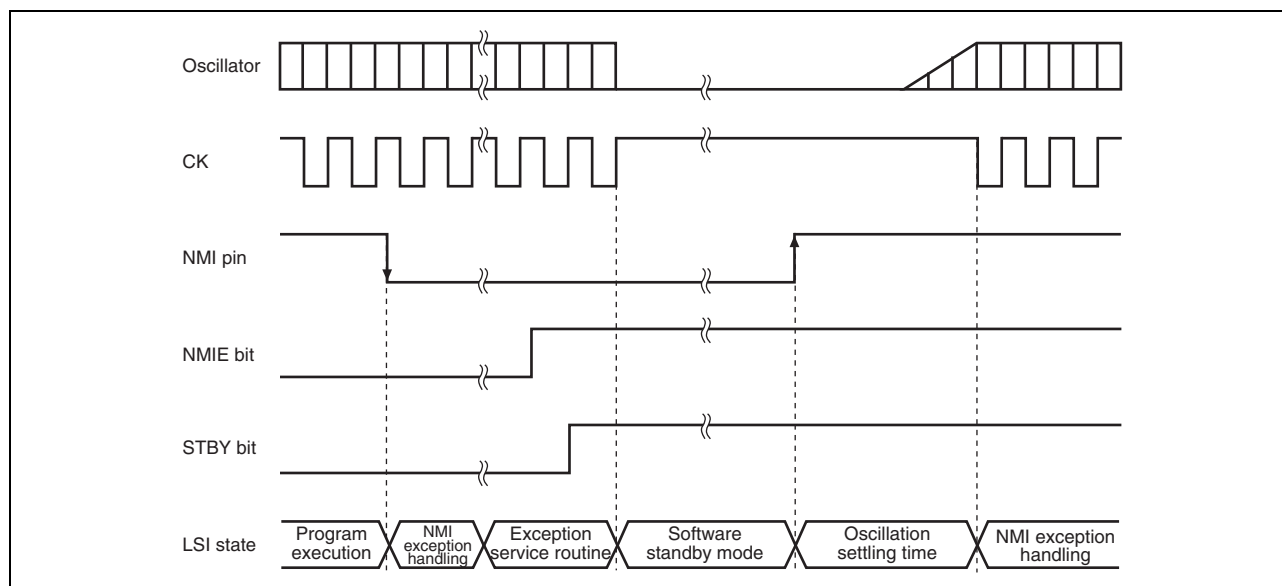 Oscillator
CK
NMI pin
NMIE bit
STBY bit
LSI state
Program
execution
NMI
exception
handling
Exception
service routine
Software
standby mode
Oscillation
settling time
NMI exception
handling